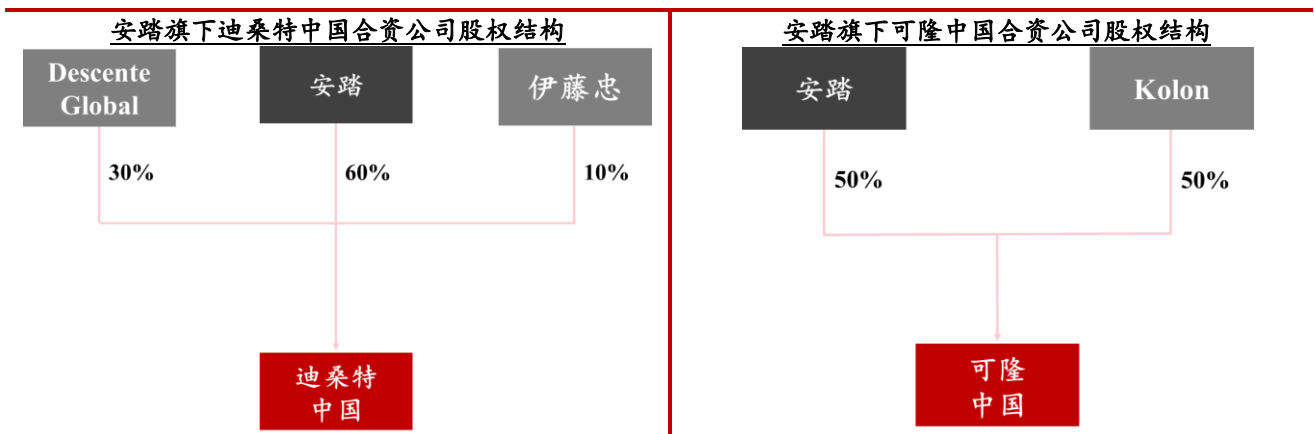 安踏旗下迪桑特中国合资公司股权结构
Descente
Global
安踏
伊藤忠
30%
60%
10%
迪桑特
中国
安踏旗下可隆中国合资公司股权结构
安踏
Kolon
50%
50%
可隆
中国